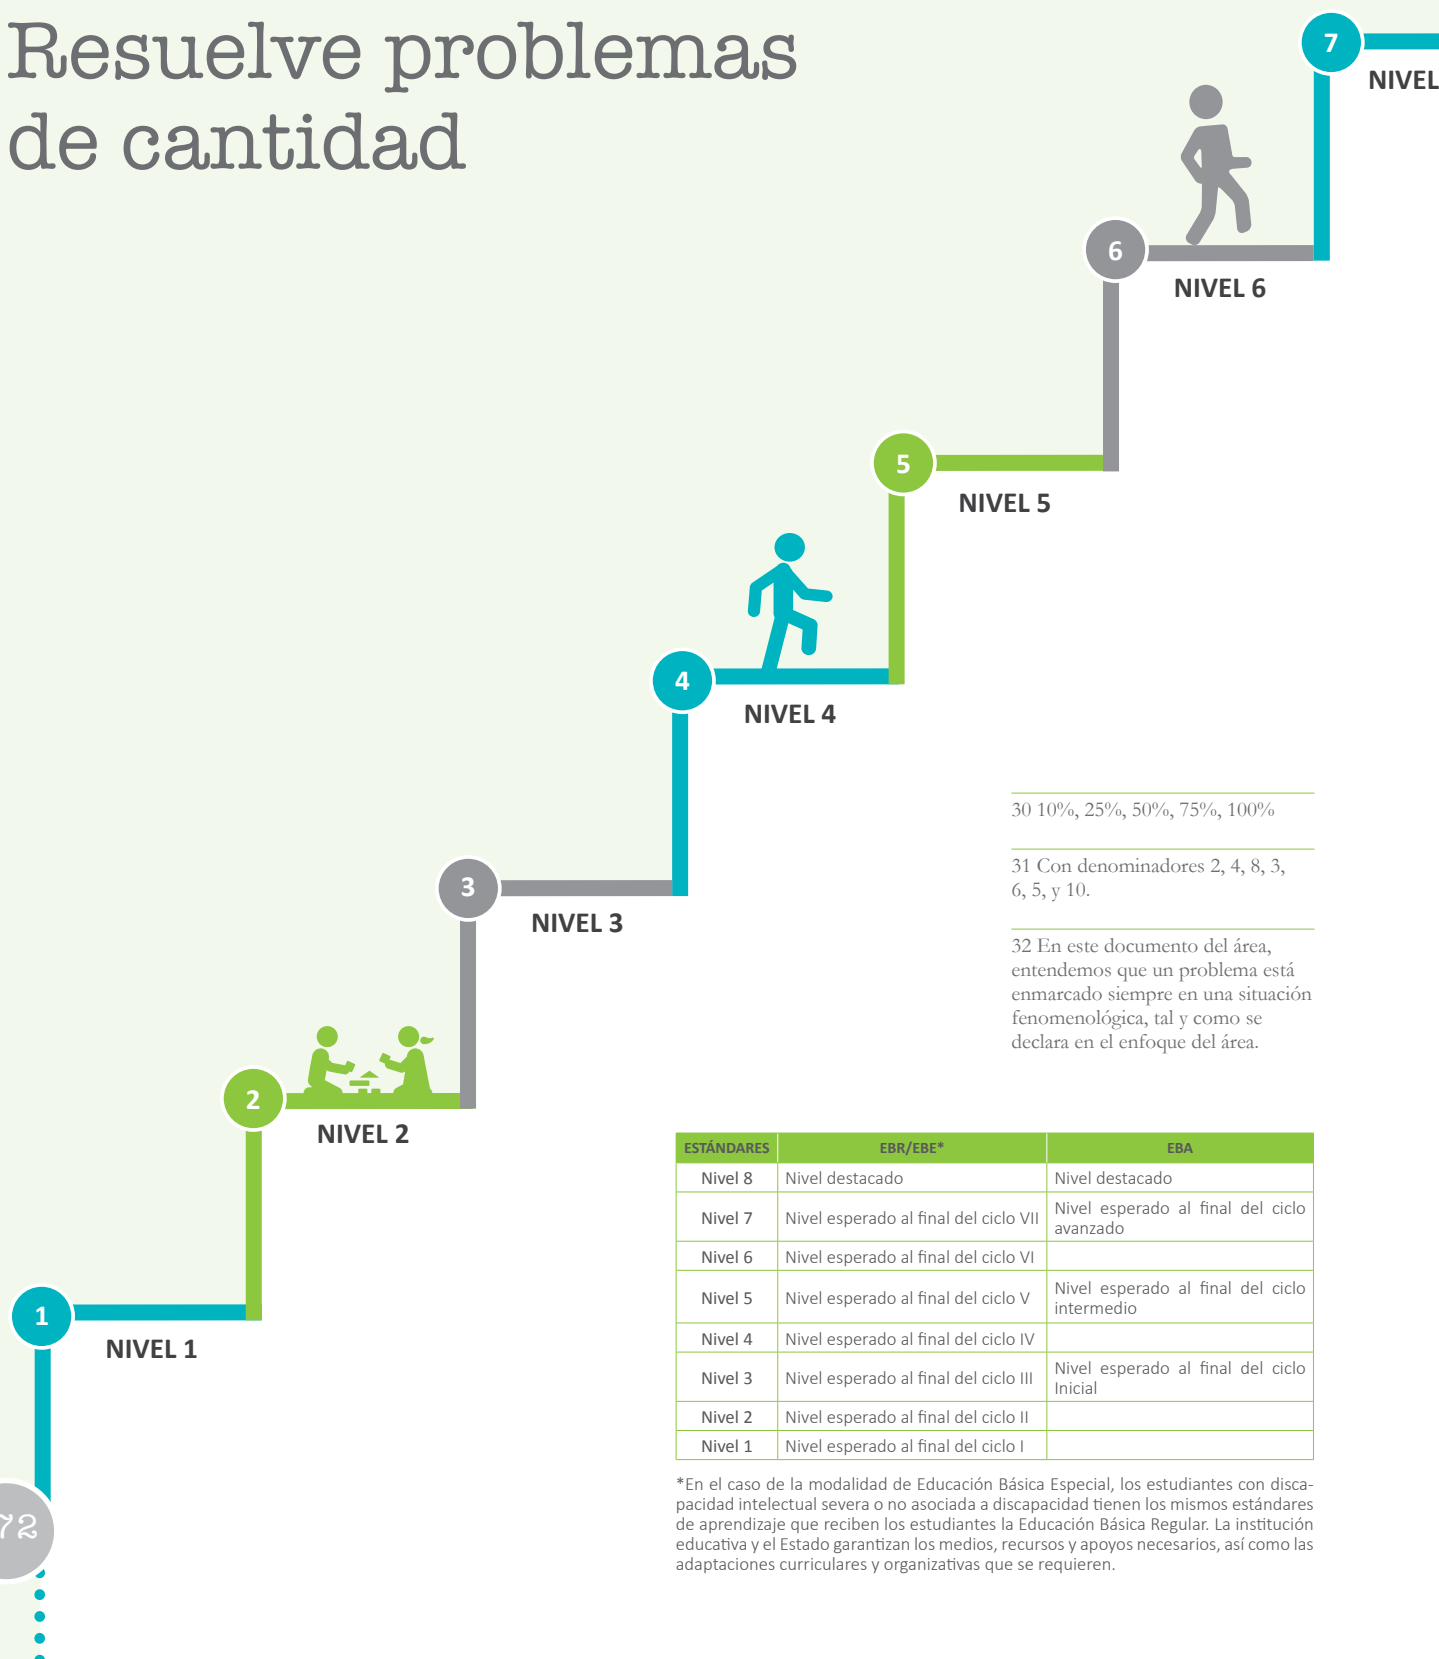 Resuelve problemas
de cantidad
7
NIVEL
6
NIVEL 6
5
NIVEL 5
4
NIVEL 4
3
NIVEL 3
2
NIVEL 2
1
NIVEL 1
72
30 10%, 25%, 50%, 75%, 100%
31 Con denominadores 2, 4, 8, 3,
6, 5, y 10.
32 En este documento del área,
entendemos que un problema está
enmarcado siempre en una situación
fenomenológica, tal y como se
declara en el enfoque del área.
ESTÁNDARES EBR/EBE* EBA
Nivel 8 Nivel destacado Nivel destacado
Nivel 7 Nivel esperado al final del ciclo VII Nivel esperado al final del ciclo
avanzado
Nivel 6 Nivel esperado al final del ciclo VI
Nivel 5 Nivel esperado al final del ciclo V Nivel esperado al final del ciclo
intermedio
Nivel 4 Nivel esperado al final del ciclo IV
Nivel 3 Nivel esperado al final del ciclo III Nivel esperado al final del ciclo
Inicial
Nivel 2 Nivel esperado al final del ciclo II
Nivel 1 Nivel esperado al final del ciclo I
*En el caso de la modalidad de Educación Básica Especial, los estudiantes con disca-
pacidad intelectual severa o no asociada a discapacidad tienen los mismos estándares
de aprendizaje que reciben los estudiantes la Educación Básica Regular. La institución
educativa y el Estado garantizan los medios, recursos y apoyos necesarios, así como las
adaptaciones curriculares y organizativas que se requieren.